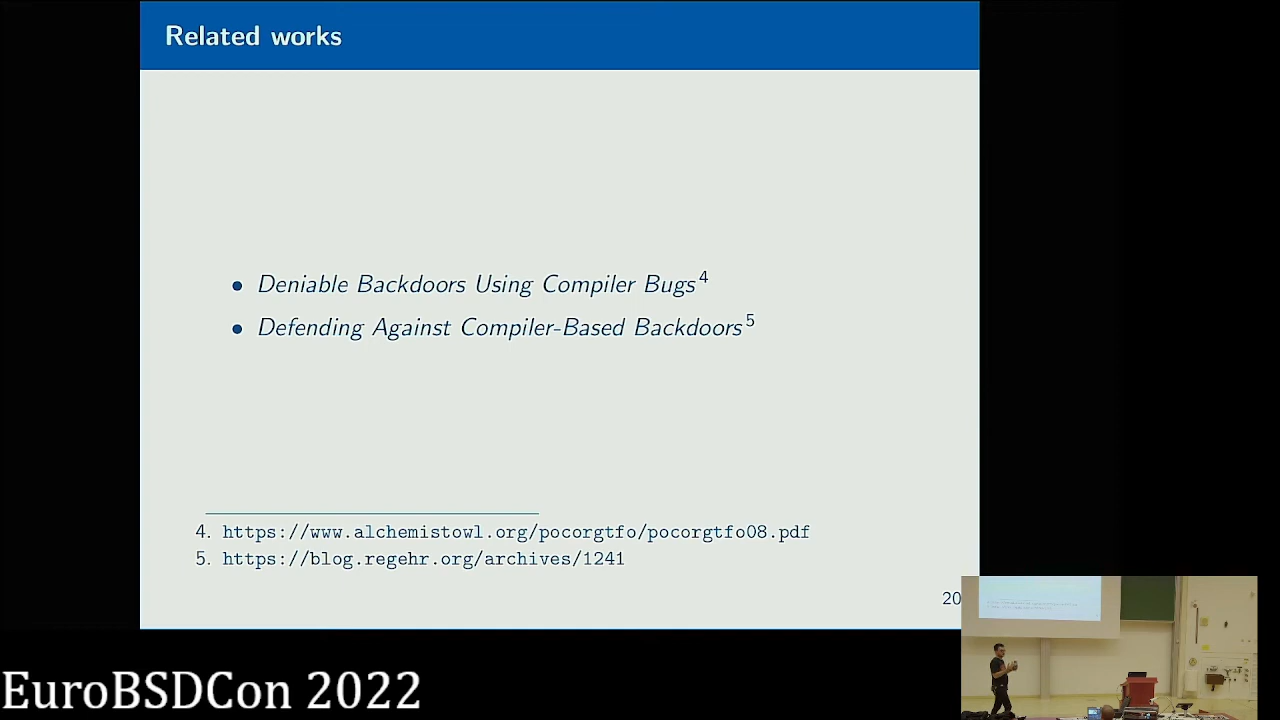 Related works
• Deniable Backdoors Using Compiler Bugs4
• Defending Against Compiler-Based Backdoors5
4. https://www.alchemistowl.org/pocorgtfo/pocorgtfo08.pdf
5. https://blog.regehr.org/archives/1241
20
EuroBSDCon 2022